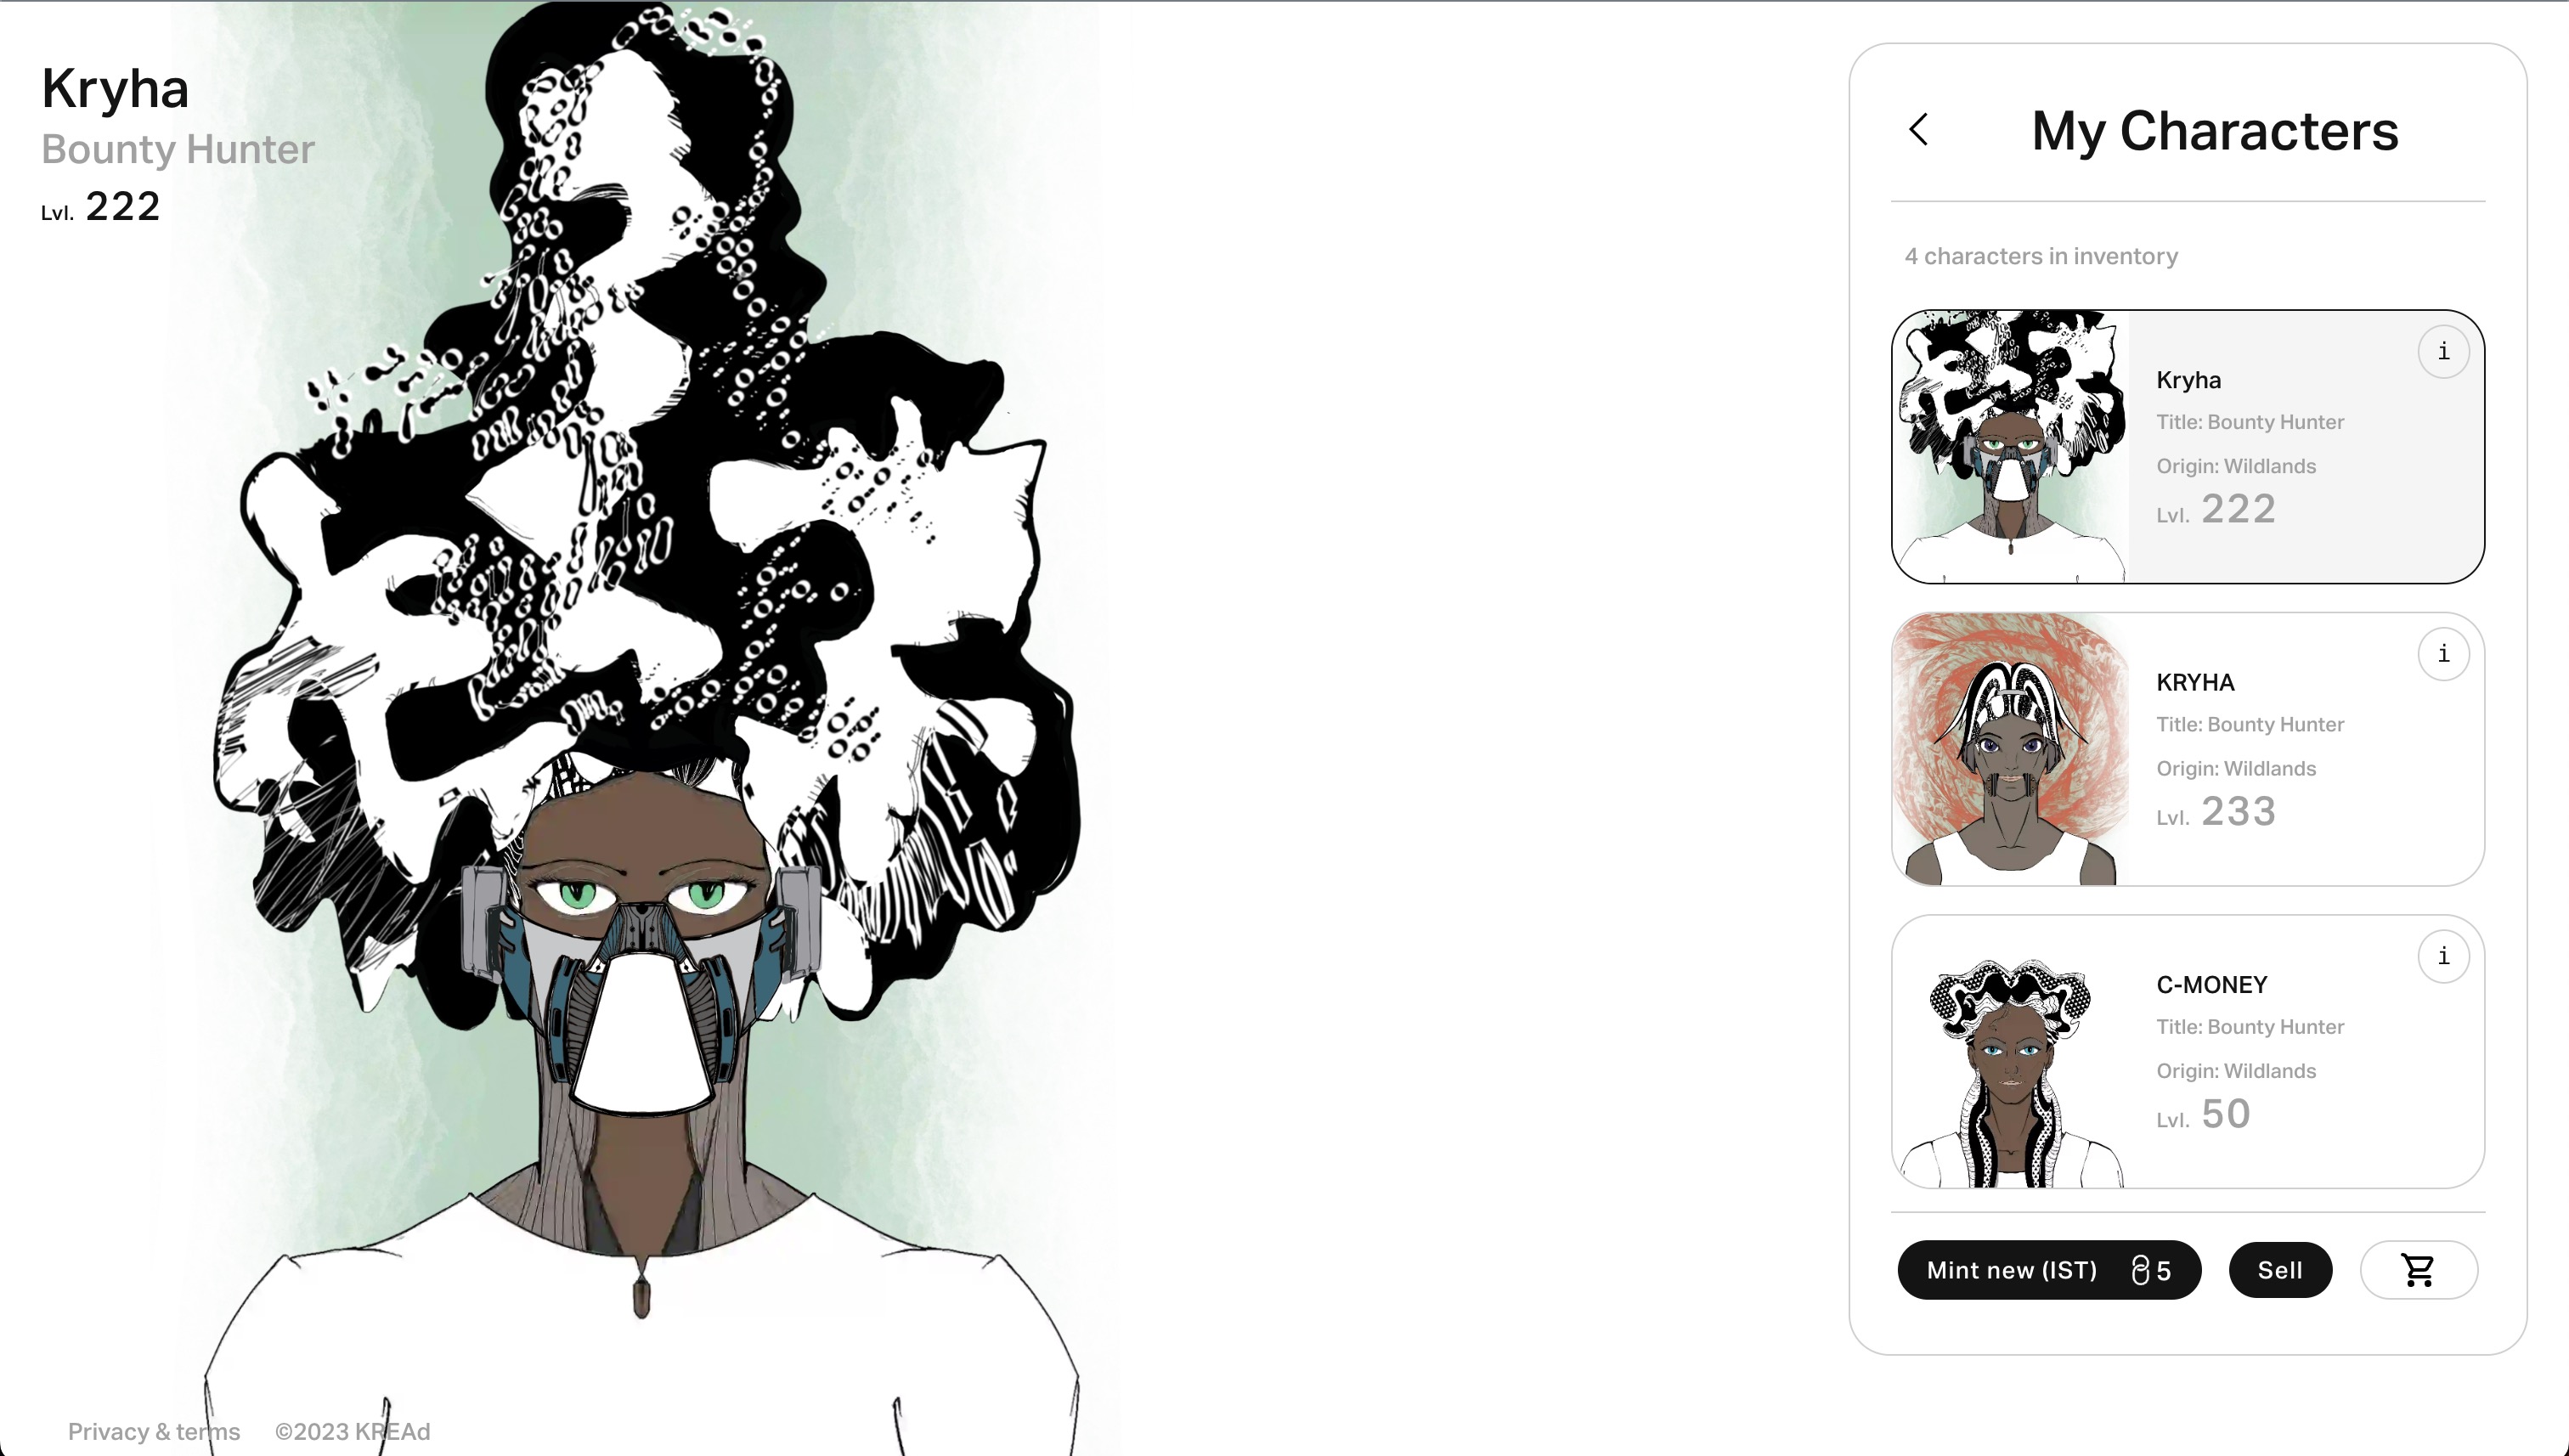 Kryha
Bounty Hunter
Lvl. 222
My Characters
4 characters in inventory
i
Kryha
Title: Bounty Hunter
Origin: Wildlands
Lvl. 222
i
KRYHA
Title: Bounty Hunter
Origin: Wildlands
Lvl. 233
i
C-MONEY
Title: Bounty Hunter
Origin: Wildlands
Lvl. 50
Mint new (IST) 5
Sell
Privacy & terms ©2023 KREAd